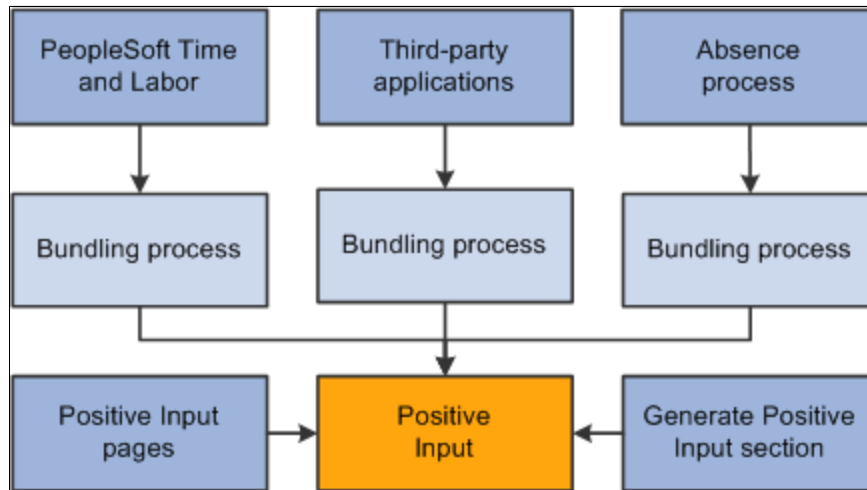 PeopleSoft Time
and Labor
Third-party
applications
Absence
process
Bundling process
Bundling process
Bundling process
Positive Input
pages
Positive
Input
Generate Positive
Input section